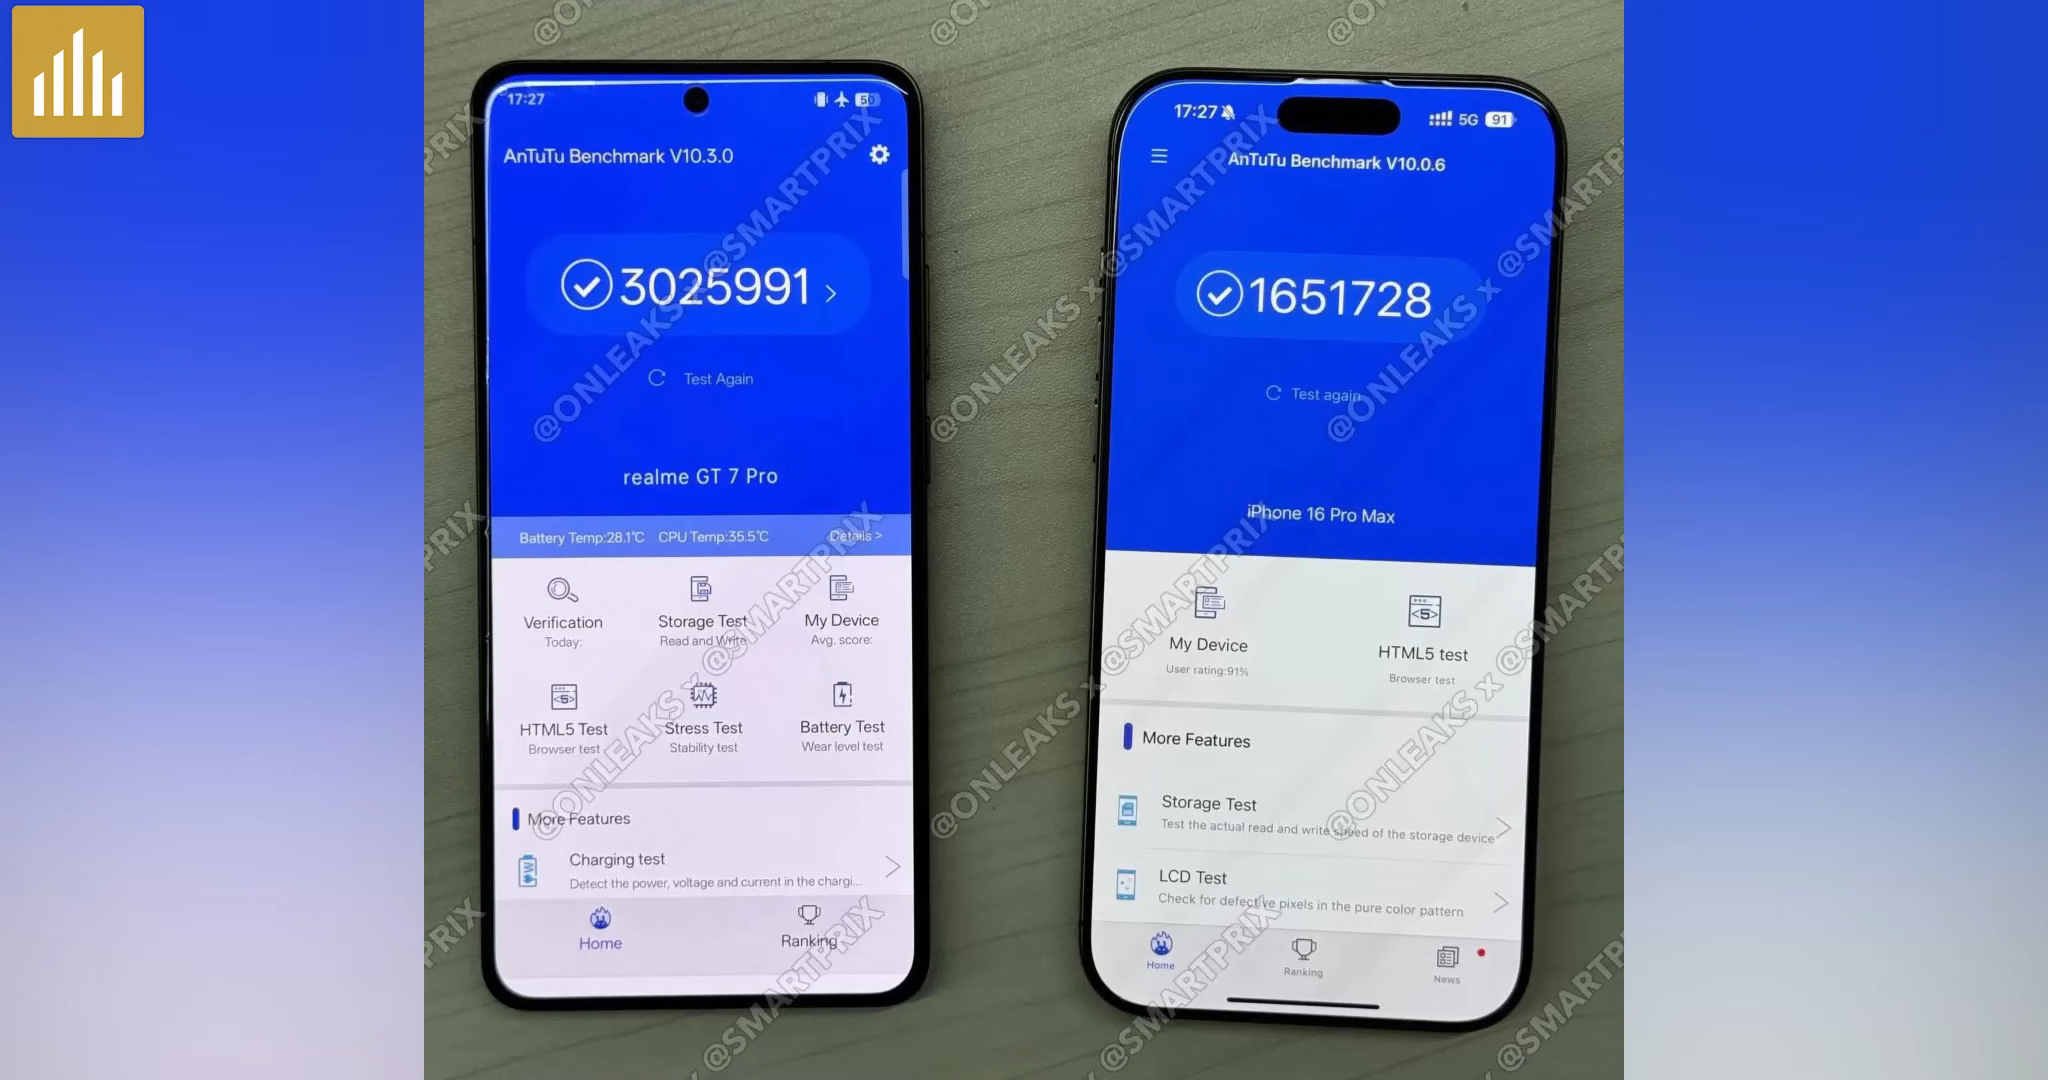 17:27
50
AnTuTu Benchmark V10.3.0
3025991
Test Again
realme GT 7 Pro
Battery Temp:28.1℃ CPU Temp:35.5℃ Details >
Verification
Today:
Storage Test
Read and Write
My Device
Avg. score:
HTML5 Test
Browser test
Stress Test
Stability test
Battery Test
Wear level test
More Features
Charging test
Detect the power, voltage and current in the chargi...
Home
Ranking
17:27
5G 91
AnTuTu Benchmark V10.0.6
1651728
Test again
iPhone 16 Pro Max
My Device
User rating:91%
HTML5 test
Browser test
More Features
Storage Test
Test the actual read and write speed of the storage device
LCD Test
Check for defective pixels in the pure color pattern
Home
Ranking
News
@ONLEAKS x @SMARTPRIX